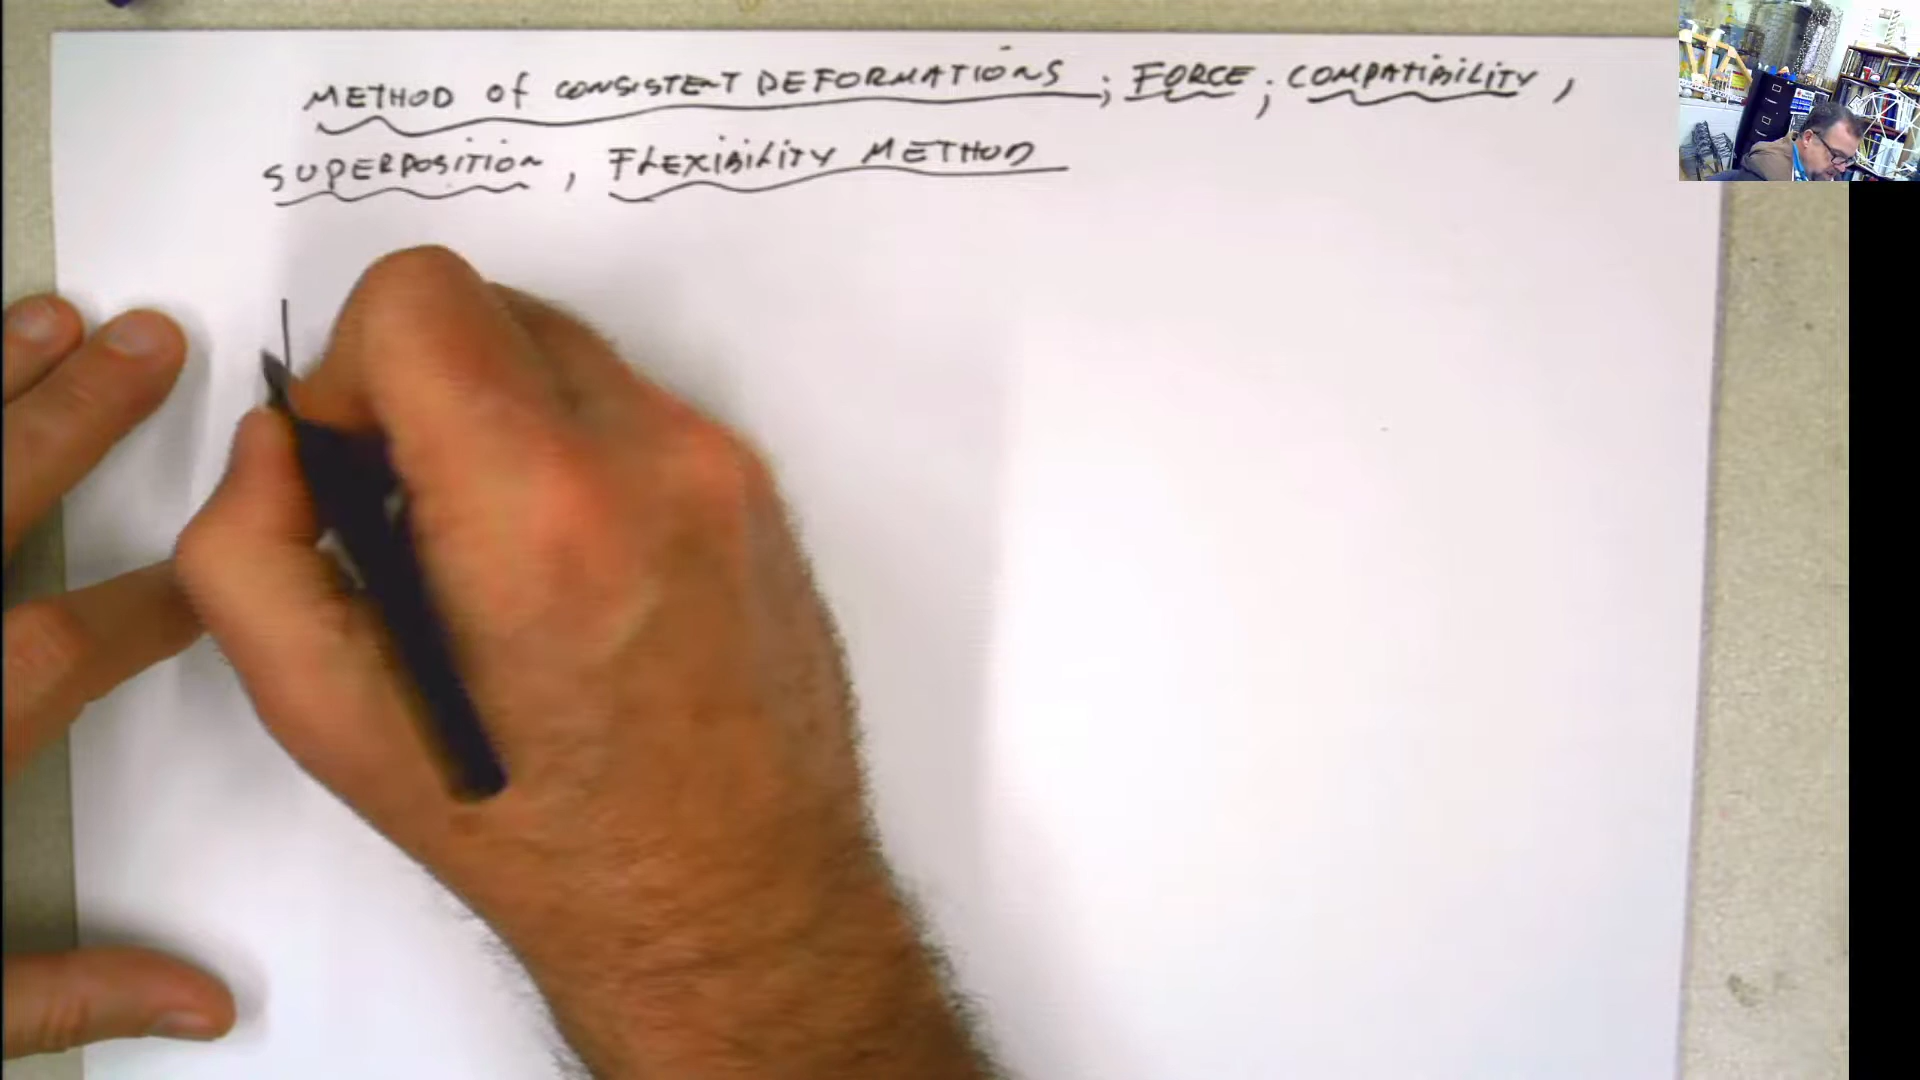 METHOD of CONSISTENT DEFORMATIONS ; FORCE ; COMPATIBILITY ,
SUPERPOSITION , FLEXIBILITY METHOD